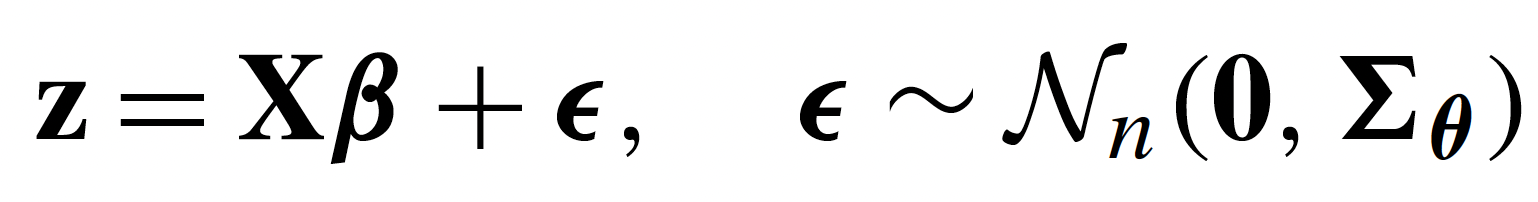 z = Xβ + ϵ, ϵ ∼ 𝒩ₙ(0, Σ_θ)